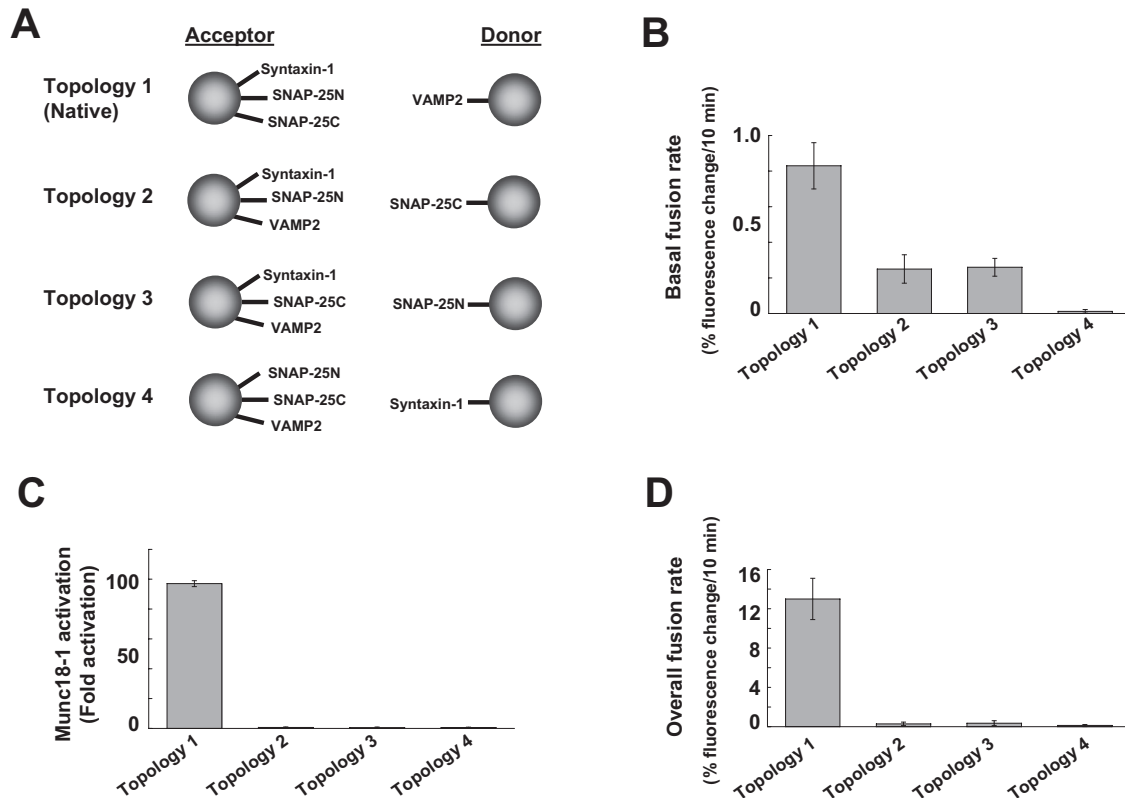 A
Acceptor
Donor
Topology 1
(Native)
Syntaxin-1
SNAP-25N
SNAP-25C
VAMP2
Topology 2
Syntaxin-1
SNAP-25N
VAMP2
SNAP-25C
Topology 3
Syntaxin-1
SNAP-25C
VAMP2
SNAP-25N
Topology 4
SNAP-25N
SNAP-25C
VAMP2
Syntaxin-1
B
Basal fusion rate
(% fluorescence change/10 min)
1.0
0.5
0
Topology 1
Topology 2
Topology 3
Topology 4
C
Munc18-1 activation
(Fold activation)
100
50
0
Topology 1
Topology 2
Topology 3
Topology 4
D
Overall fusion rate
(% fluorescence change/10 min)
16
12
8
4
0
Topology 1
Topology 2
Topology 3
Topology 4